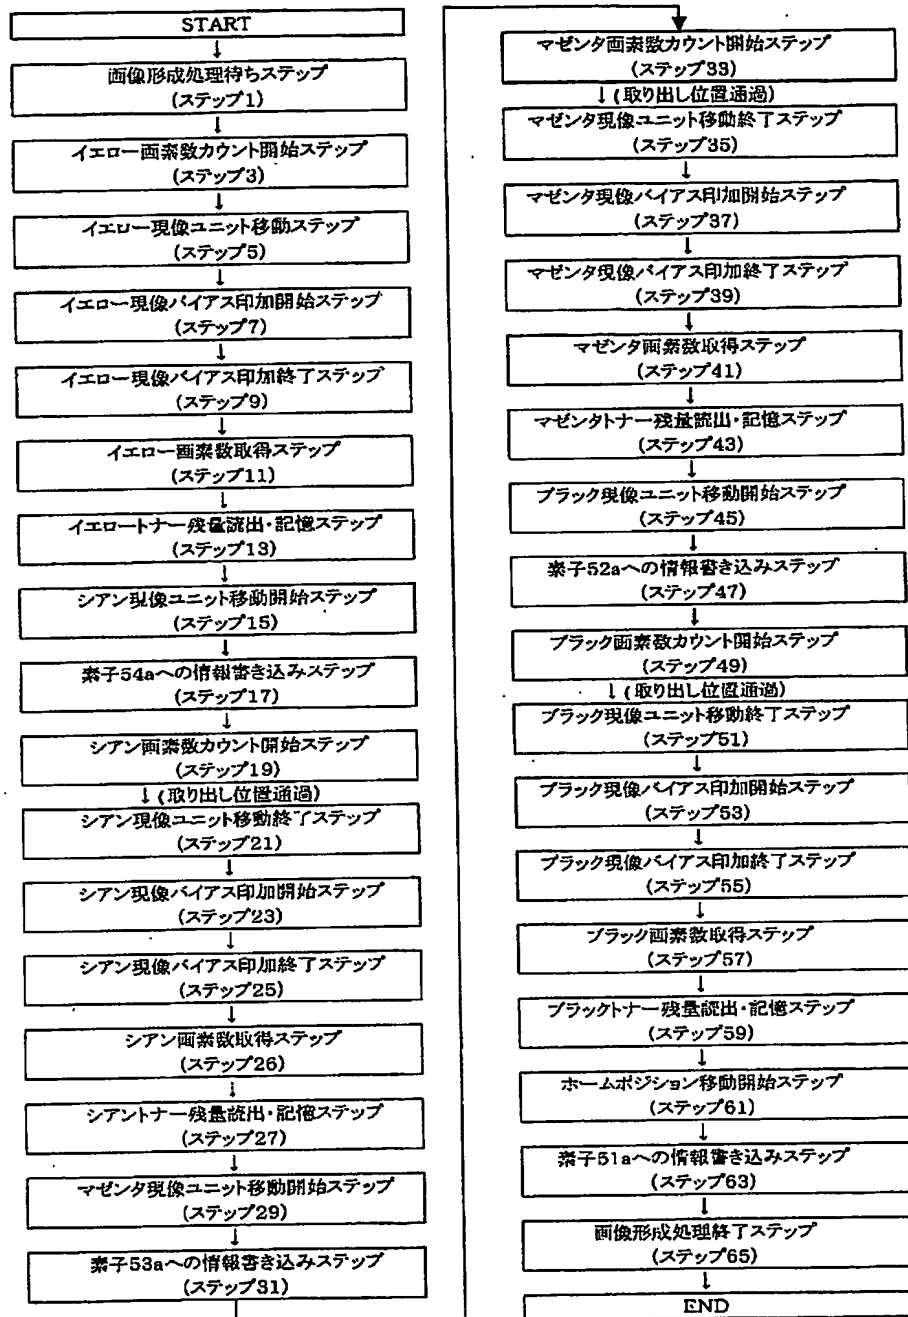 START
↓
画像形成処理待ちステップ
(ステップ1)
↓
イエロー画素数カウント開始ステップ
(ステップ3)
↓
イエロー現像ユニット移動ステップ
(ステップ5)
↓
イエロー現像バイアス印加開始ステップ
(ステップ7)
↓
イエロー現像バイアス印加終了ステップ
(ステップ9)
↓
イエロー画素数取得ステップ
(ステップ11)
↓
イエロートナー残量読出・記憶ステップ
(ステップ13)
↓
シアン現像ユニット移動開始ステップ
(ステップ15)
↓
素子54aへの情報書き込みステップ
(ステップ17)
↓
シアン画素数カウント開始ステップ
(ステップ19)
↓(取り出し位置通過)
シアン現像ユニット移動終了ステップ
(ステップ21)
↓
シアン現像バイアス印加開始ステップ
(ステップ23)
↓
シアン現像バイアス印加終了ステップ
(ステップ25)
↓
シアン画素数取得ステップ
(ステップ26)
↓
シアントナー残量読出・記憶ステップ
(ステップ27)
↓
マゼンタ現像ユニット移動開始ステップ
(ステップ29)
↓
素子53aへの情報書き込みステップ
(ステップ31)
マゼンタ画素数カウント開始ステップ
(ステップ33)
↓(取り出し位置通過)
マゼンタ現像ユニット移動終了ステップ
(ステップ35)
↓
マゼンタ現像バイアス印加開始ステップ
(ステップ37)
↓
マゼンタ現像バイアス印加終了ステップ
(ステップ39)
↓
マゼンタ画素数取得ステップ
(ステップ41)
↓
マゼンタトナー残量読出・記憶ステップ
(ステップ43)
↓
ブラック現像ユニット移動開始ステップ
(ステップ45)
↓
素子52aへの情報書き込みステップ
(ステップ47)
↓
ブラック画素数カウント開始ステップ
(ステップ49)
↓(取り出し位置通過)
ブラック現像ユニット移動終了ステップ
(ステップ51)
↓
ブラック現像バイアス印加開始ステップ
(ステップ53)
↓
ブラック現像バイアス印加終了ステップ
(ステップ55)
↓
ブラック画素数取得ステップ
(ステップ57)
↓
ブラックトナー残量読出・記憶ステップ
(ステップ59)
↓
ホームポジション移動開始ステップ
(ステップ61)
↓
素子51aへの情報書き込みステップ
(ステップ63)
↓
画像形成処理終了ステップ
(ステップ65)
↓
END